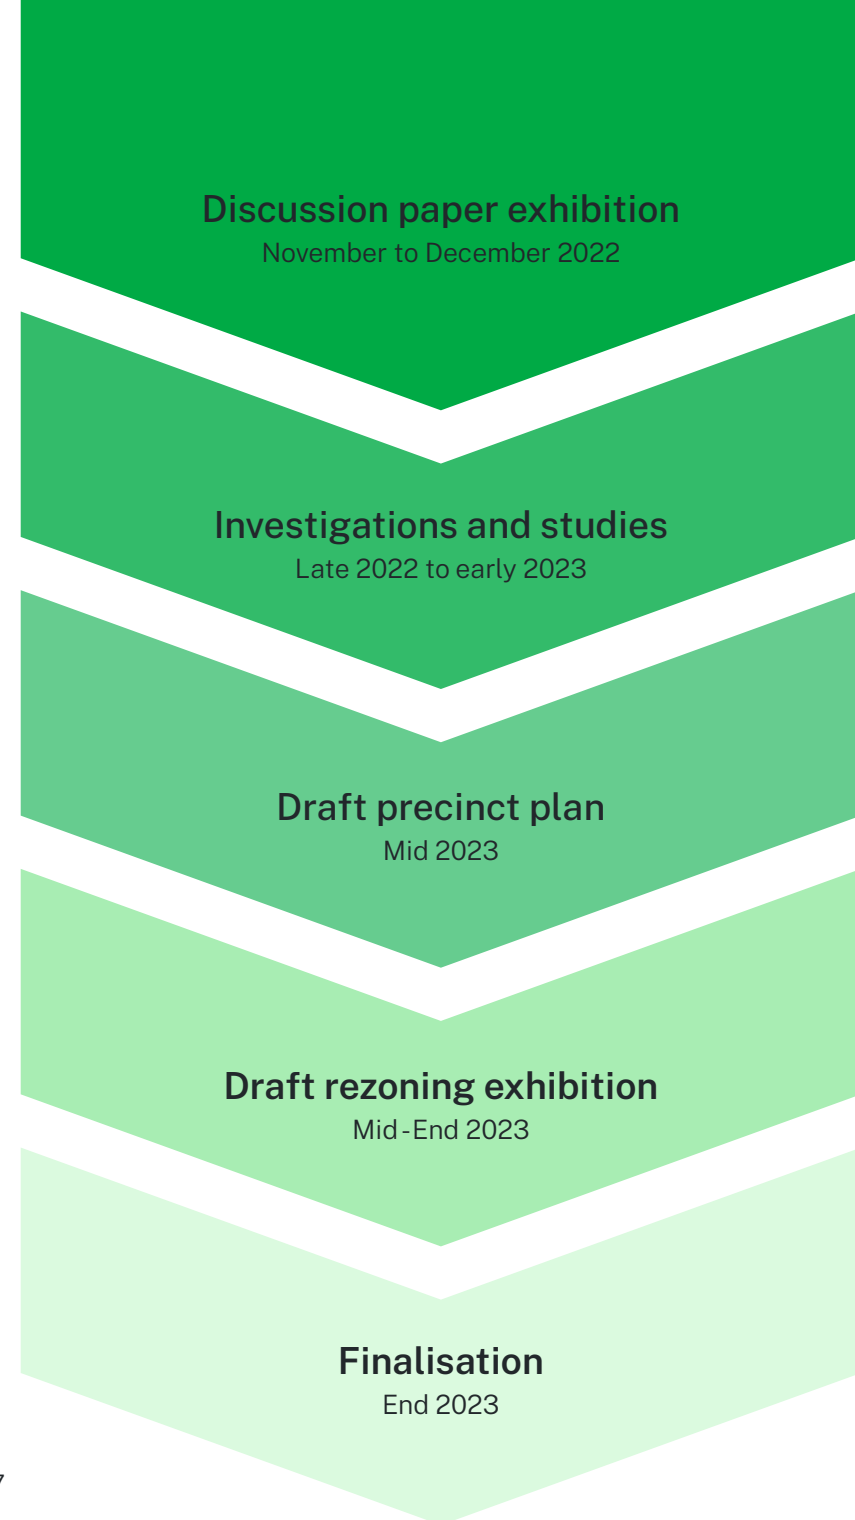 Discussion paper exhibition
November to December 2022
Investigations and studies
Late 2022 to early 2023
Draft precinct plan
Mid 2023
Draft rezoning exhibition
Mid-End 2023
Finalisation
End 2023